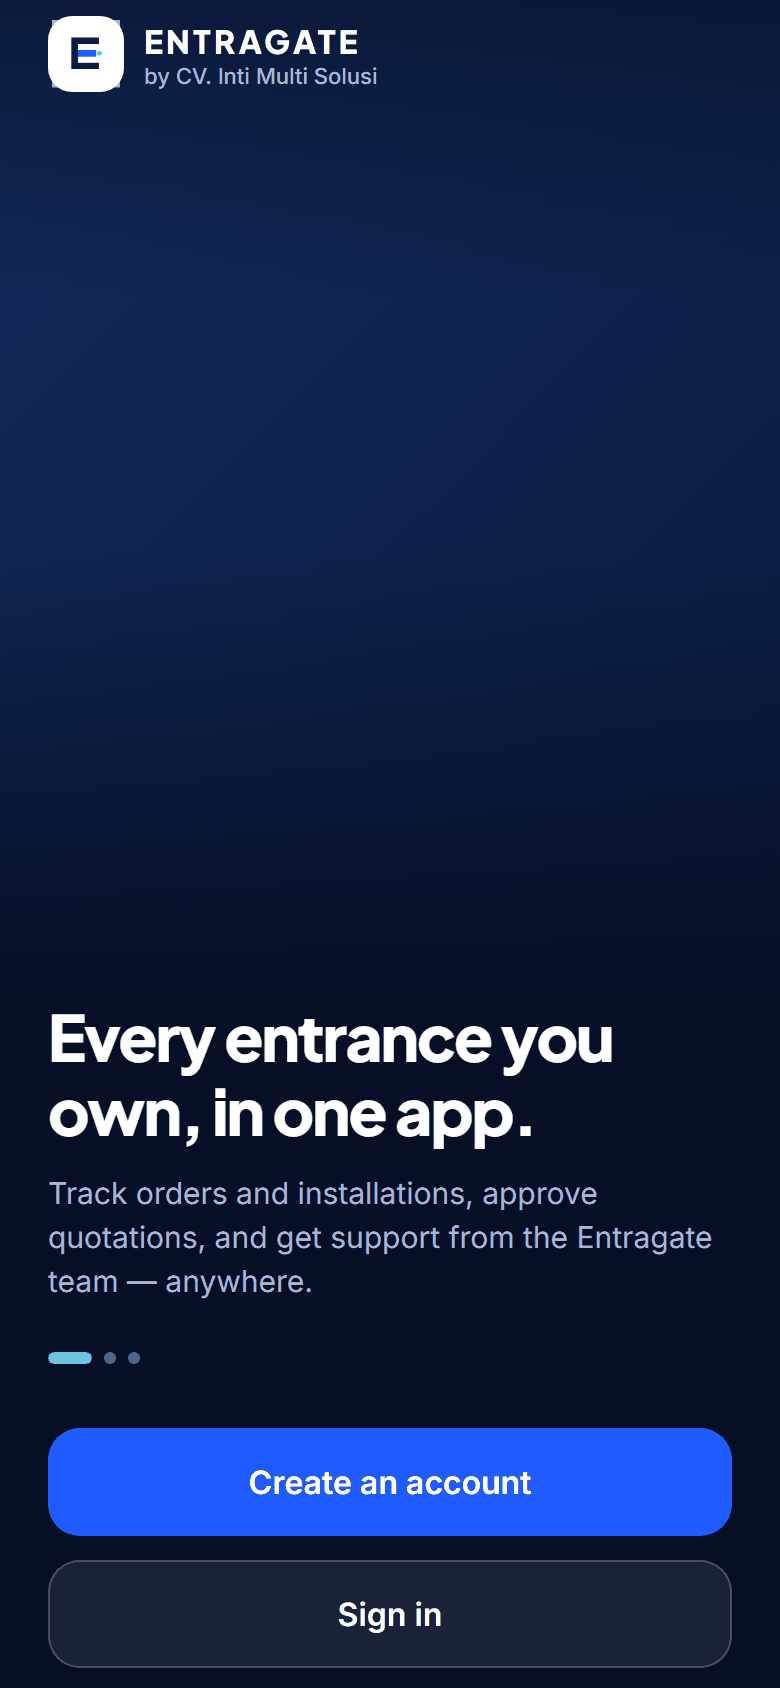 E
ENTRAGATE
by CV. Inti Multi Solusi
Every entrance you
own, in one app.
Track orders and installations, approve
quotations, and get support from the Entragate
team — anywhere.
Create an account
Sign in